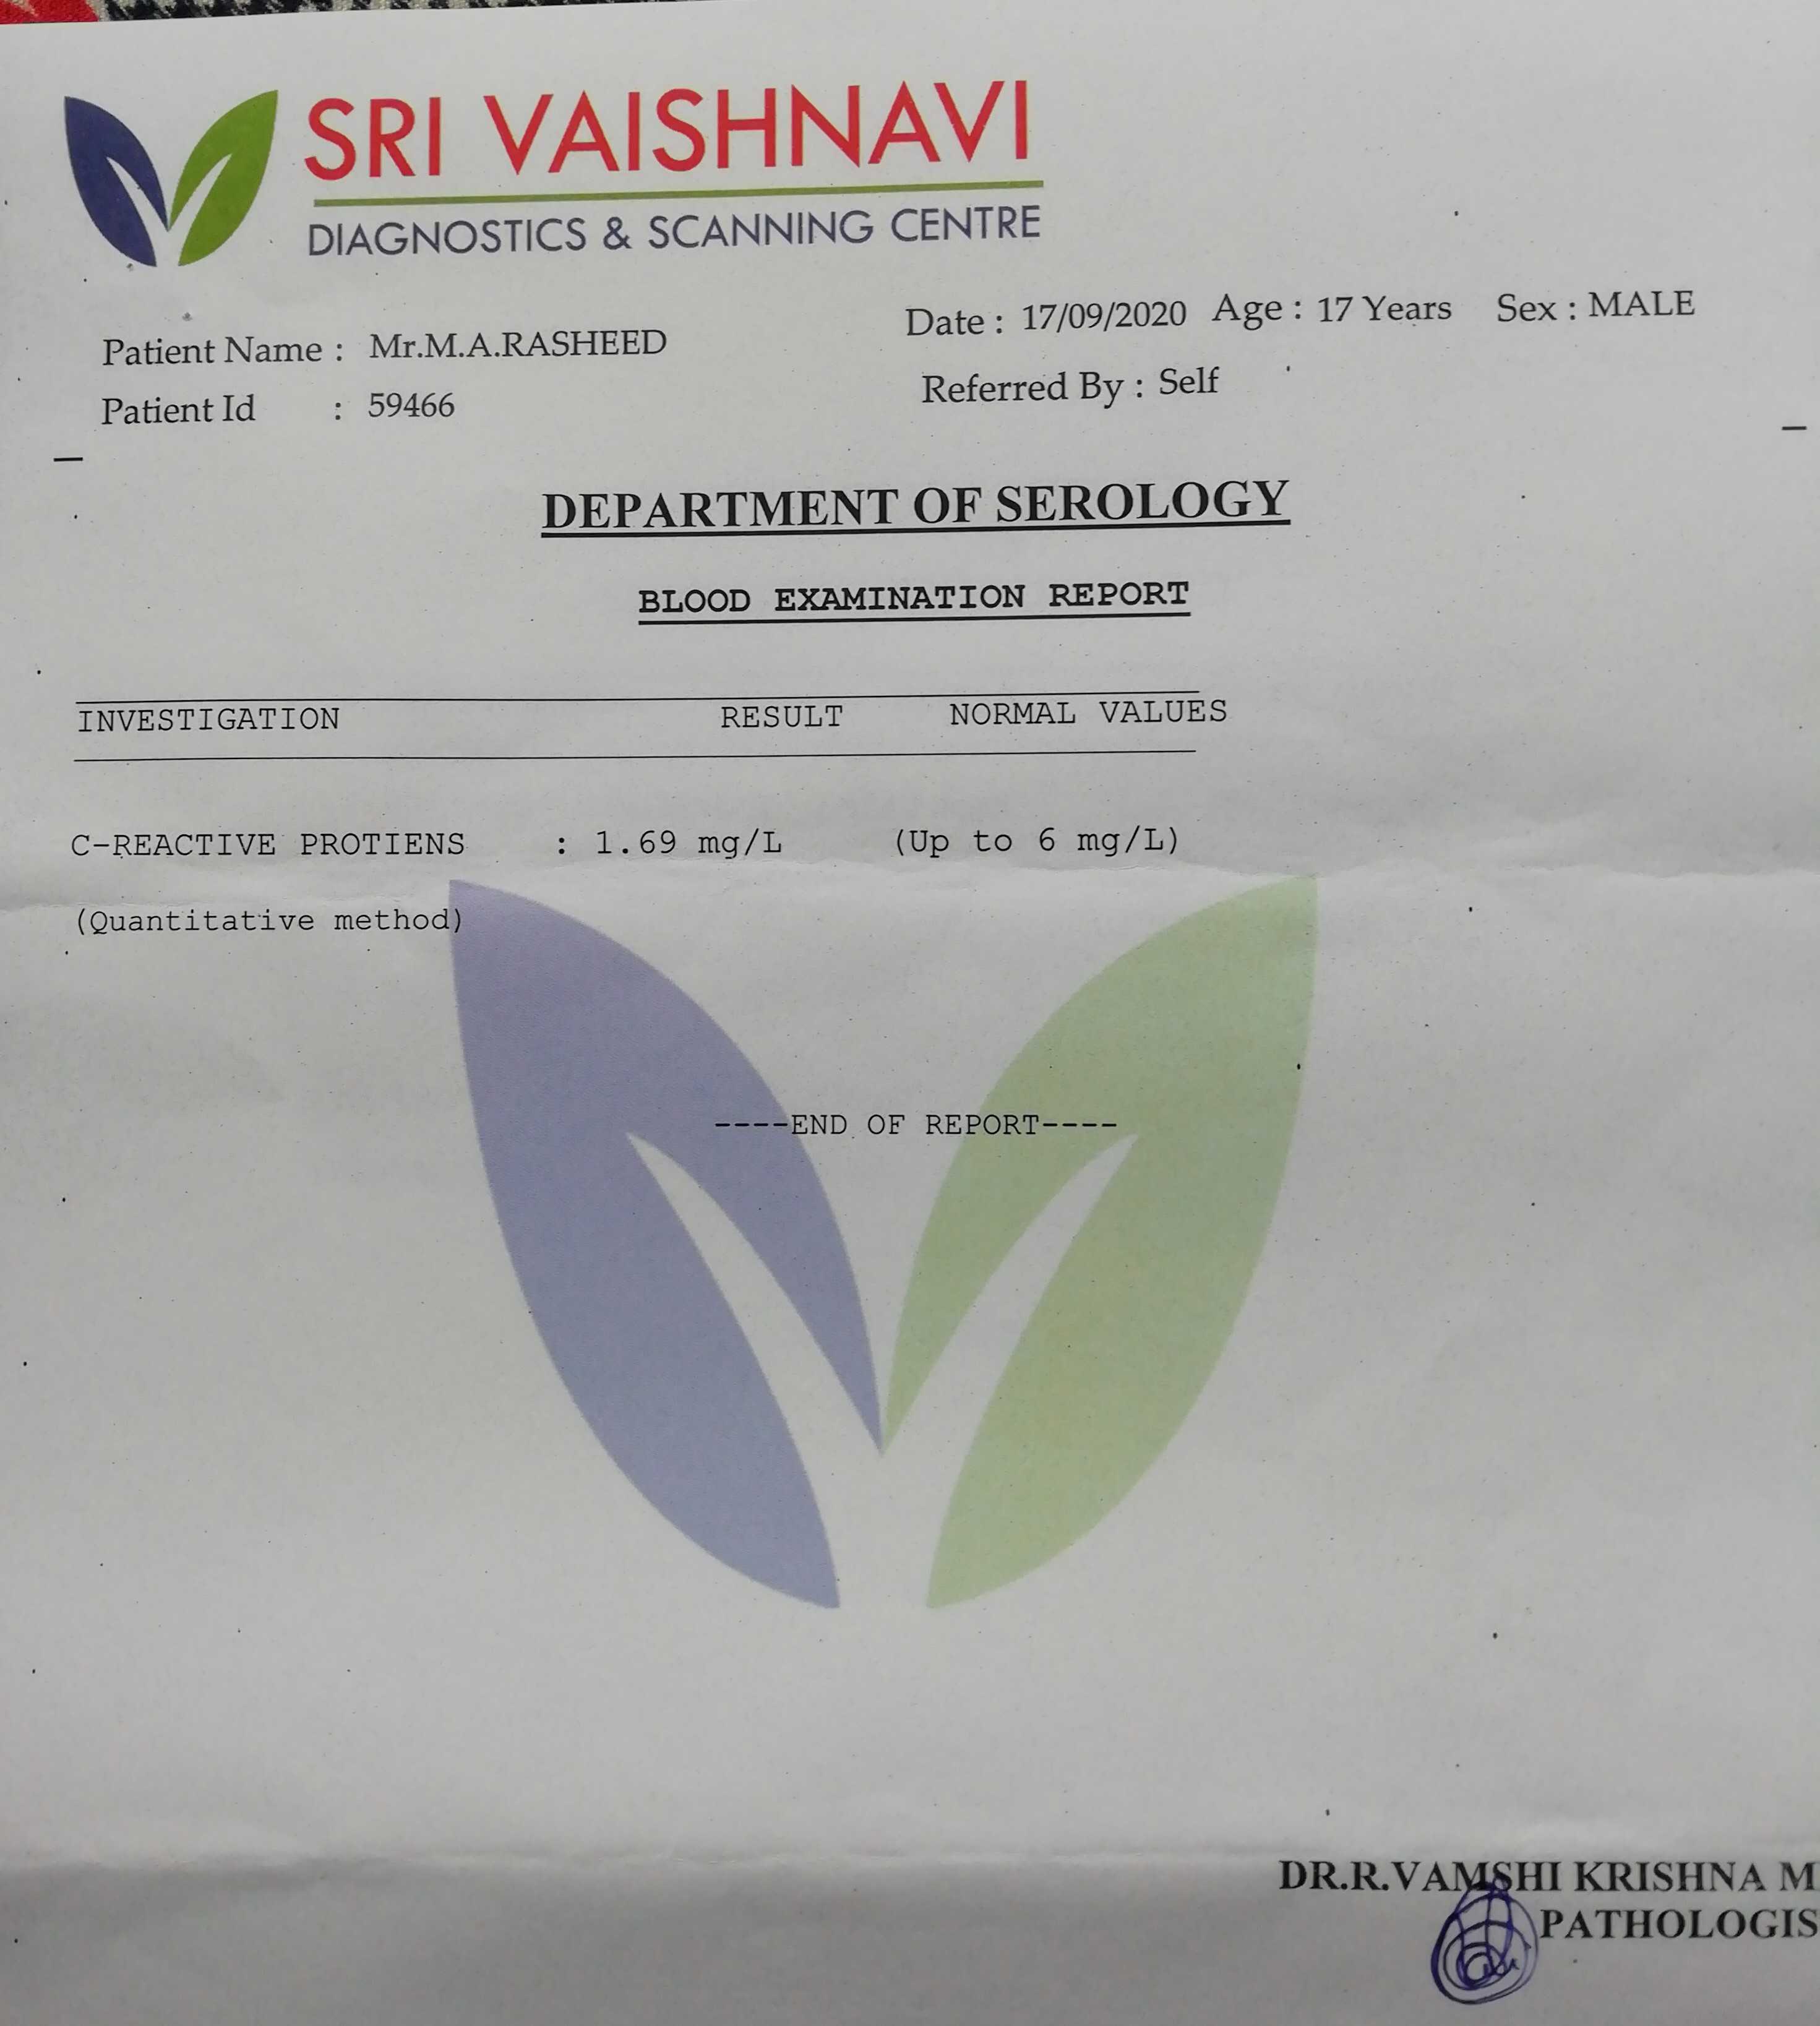 SRI VAISHNAVI
DIAGNOSTICS & SCANNING CENTRE
Patient Name : Mr.M.A.RASHEED
Date : 17/09/2020 Age : 17 Years Sex : MALE
Patient Id : 59466
Referred By : Self
DEPARTMENT OF SEROLOGY
BLOOD EXAMINATION REPORT
INVESTIGATION RESULT NORMAL VALUES
C-REACTIVE PROTIENS : 1.69 mg/L (Up to 6 mg/L)
(Quantitative method)
----END OF REPORT----
DR.R.VAMSHI KRISHNA M
PATHOLOGIS